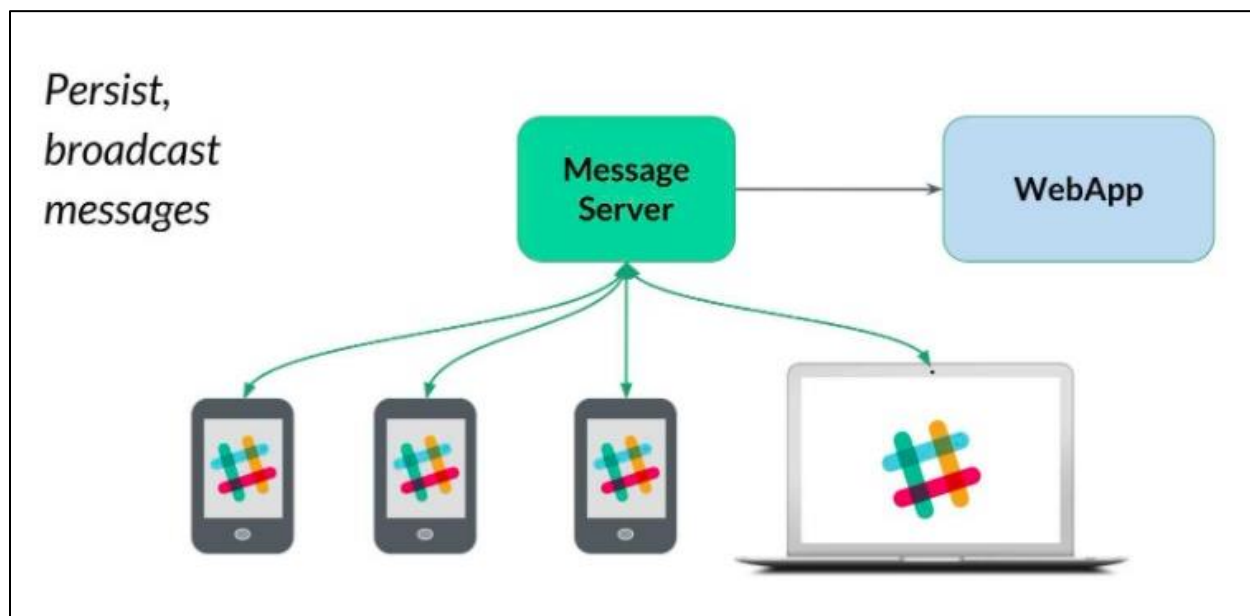 Persist,
broadcast
messages
Message
Server
WebApp